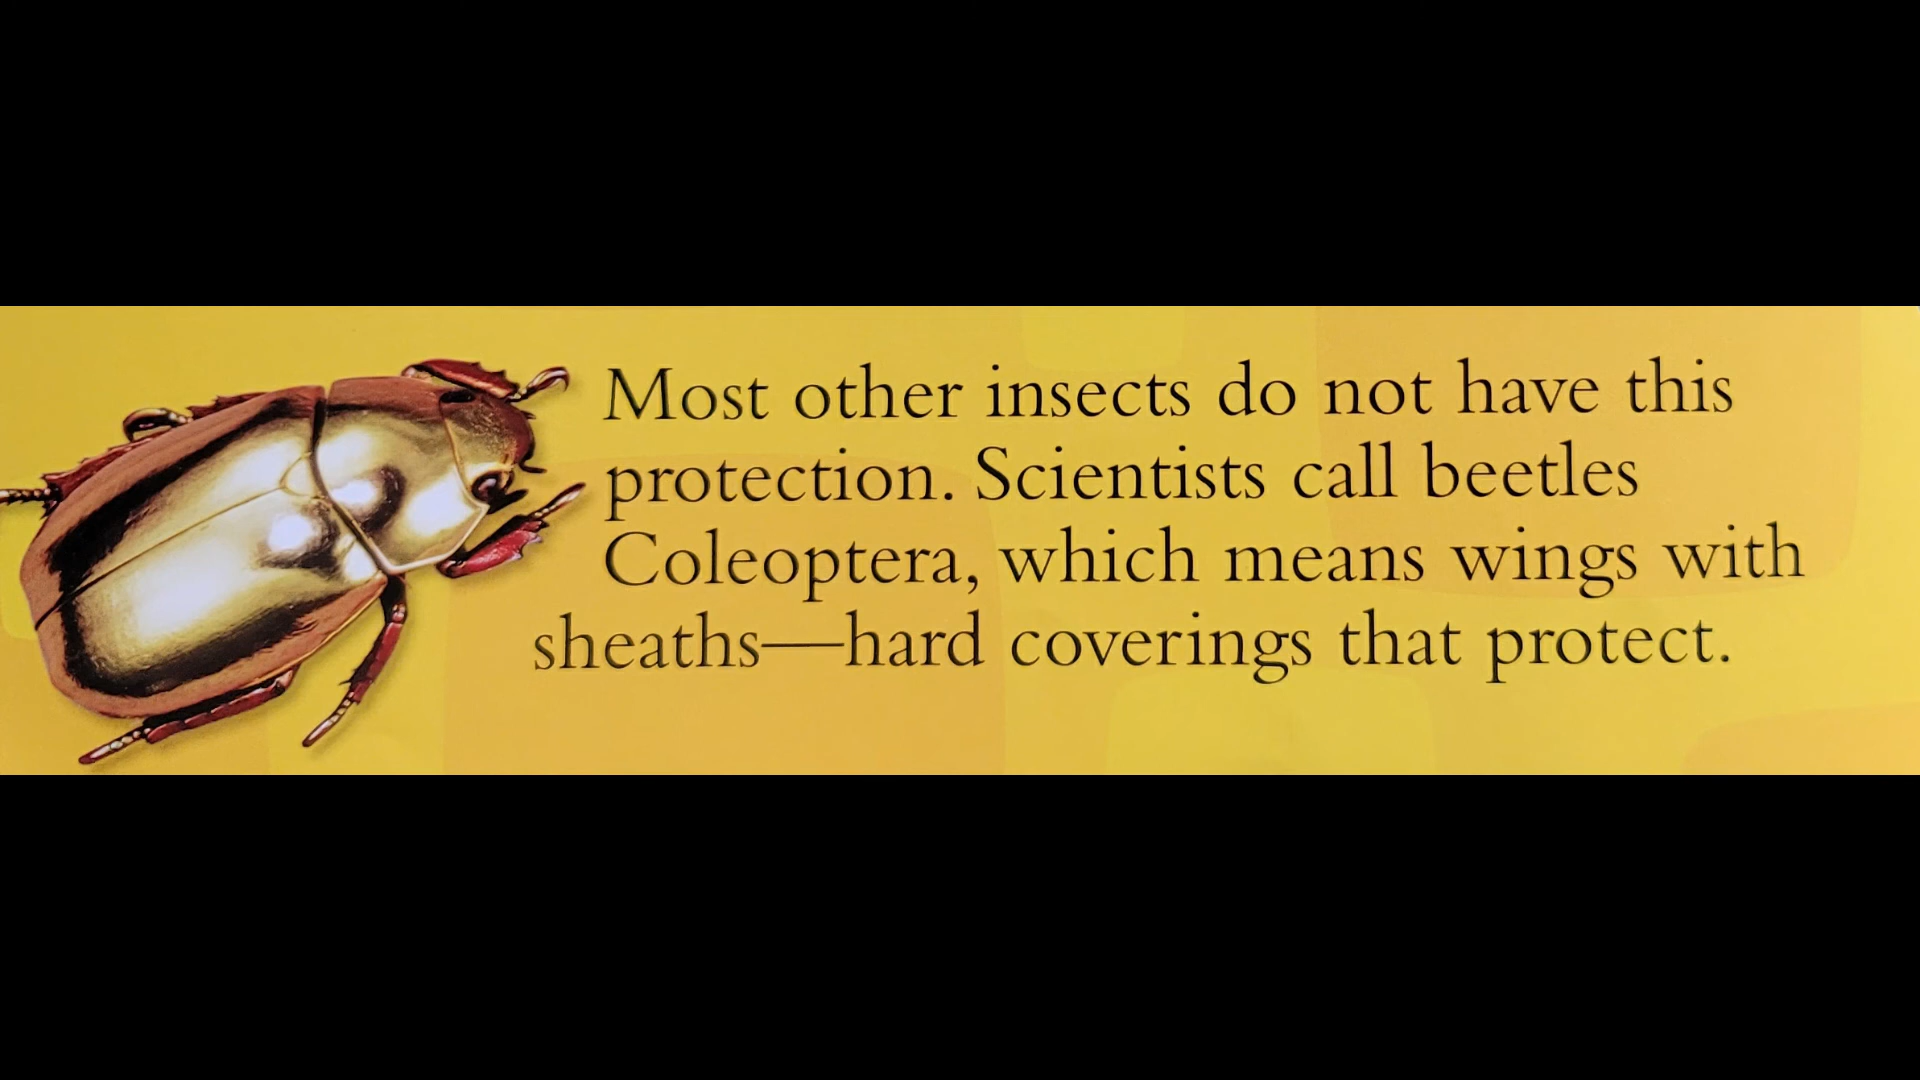 Most other insects do not have this
protection. Scientists call beetles
Coleoptera, which means wings with
sheaths—hard coverings that protect.